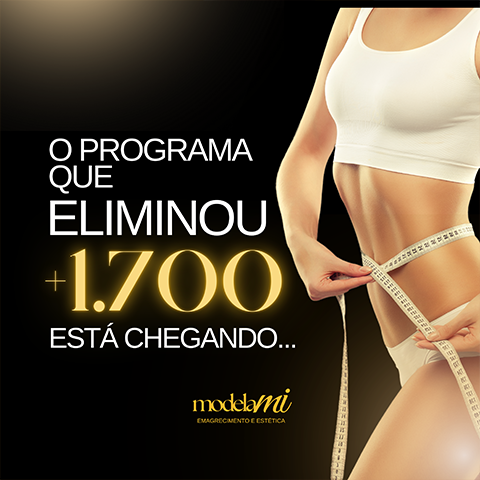 O PROGRAMA
QUE
ELIMINOU
+1.700
ESTÁ CHEGANDO...
modelami
EMAGRECIMENTO E ESTÉTICA